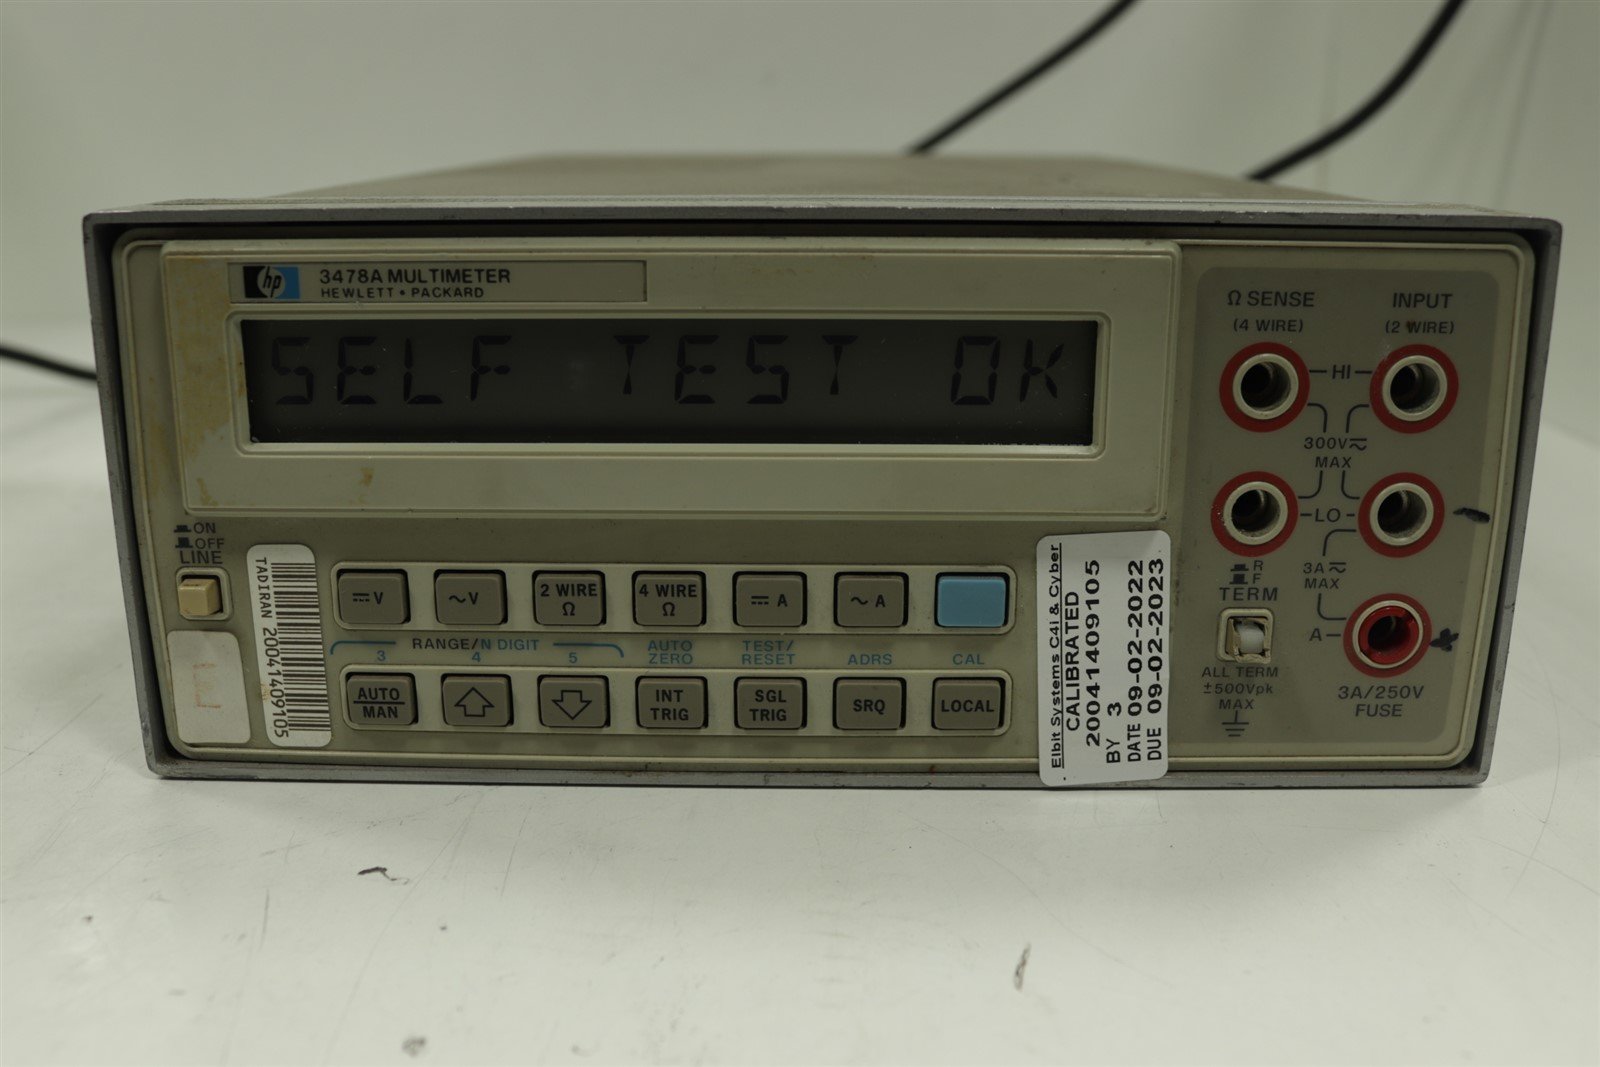 hp
3478A MULTIMETER
HEWLETT • PACKARD
SELF TEST OK
Ω SENSE
(4 WIRE)
INPUT
(2 WIRE)
HI
300V⎓~
MAX
LO
3A⎓~
MAX
A
3A/250V
FUSE
R
F
TERM
ALL TERM
±500Vpk
MAX
ON
OFF
LINE
TADIRAN 20041409105
⎓ V
~V
2 WIRE
Ω
4 WIRE
Ω
⎓ A
~ A
RANGE/N DIGIT
3 4 5
AUTO
ZERO
TEST/
RESET
ADRS
CAL
AUTO
MAN
INT
TRIG
SGL
TRIG
SRQ
LOCAL
Elbit Systems C4i & Cyber
CALIBRATED
20041409105
BY 3
DATE 09-02-2022
DUE 09-02-2023